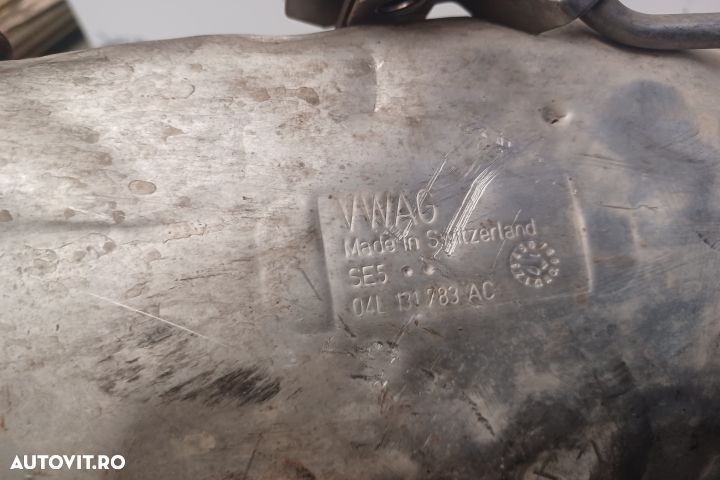 VWAG
Made in Switzerland
SE5
04L 131 783 AC
AUTOVIT.RO